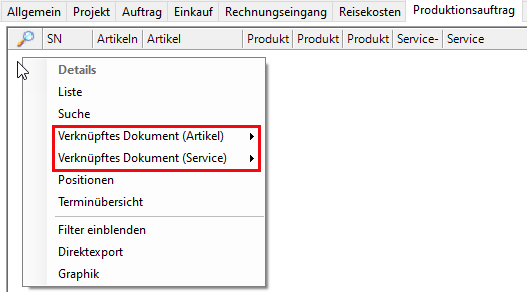 Allgemein Projekt Auftrag Einkauf Rechnungseingang Reisekosten Produktionsauftrag
SN Artikeln Artikel Produkt Produkt Produkt Service- Service
Details
Liste
Suche
Verknüpftes Dokument (Artikel)
Verknüpftes Dokument (Service)
Positionen
Terminübersicht
Filter einblenden
Direktexport
Graphik